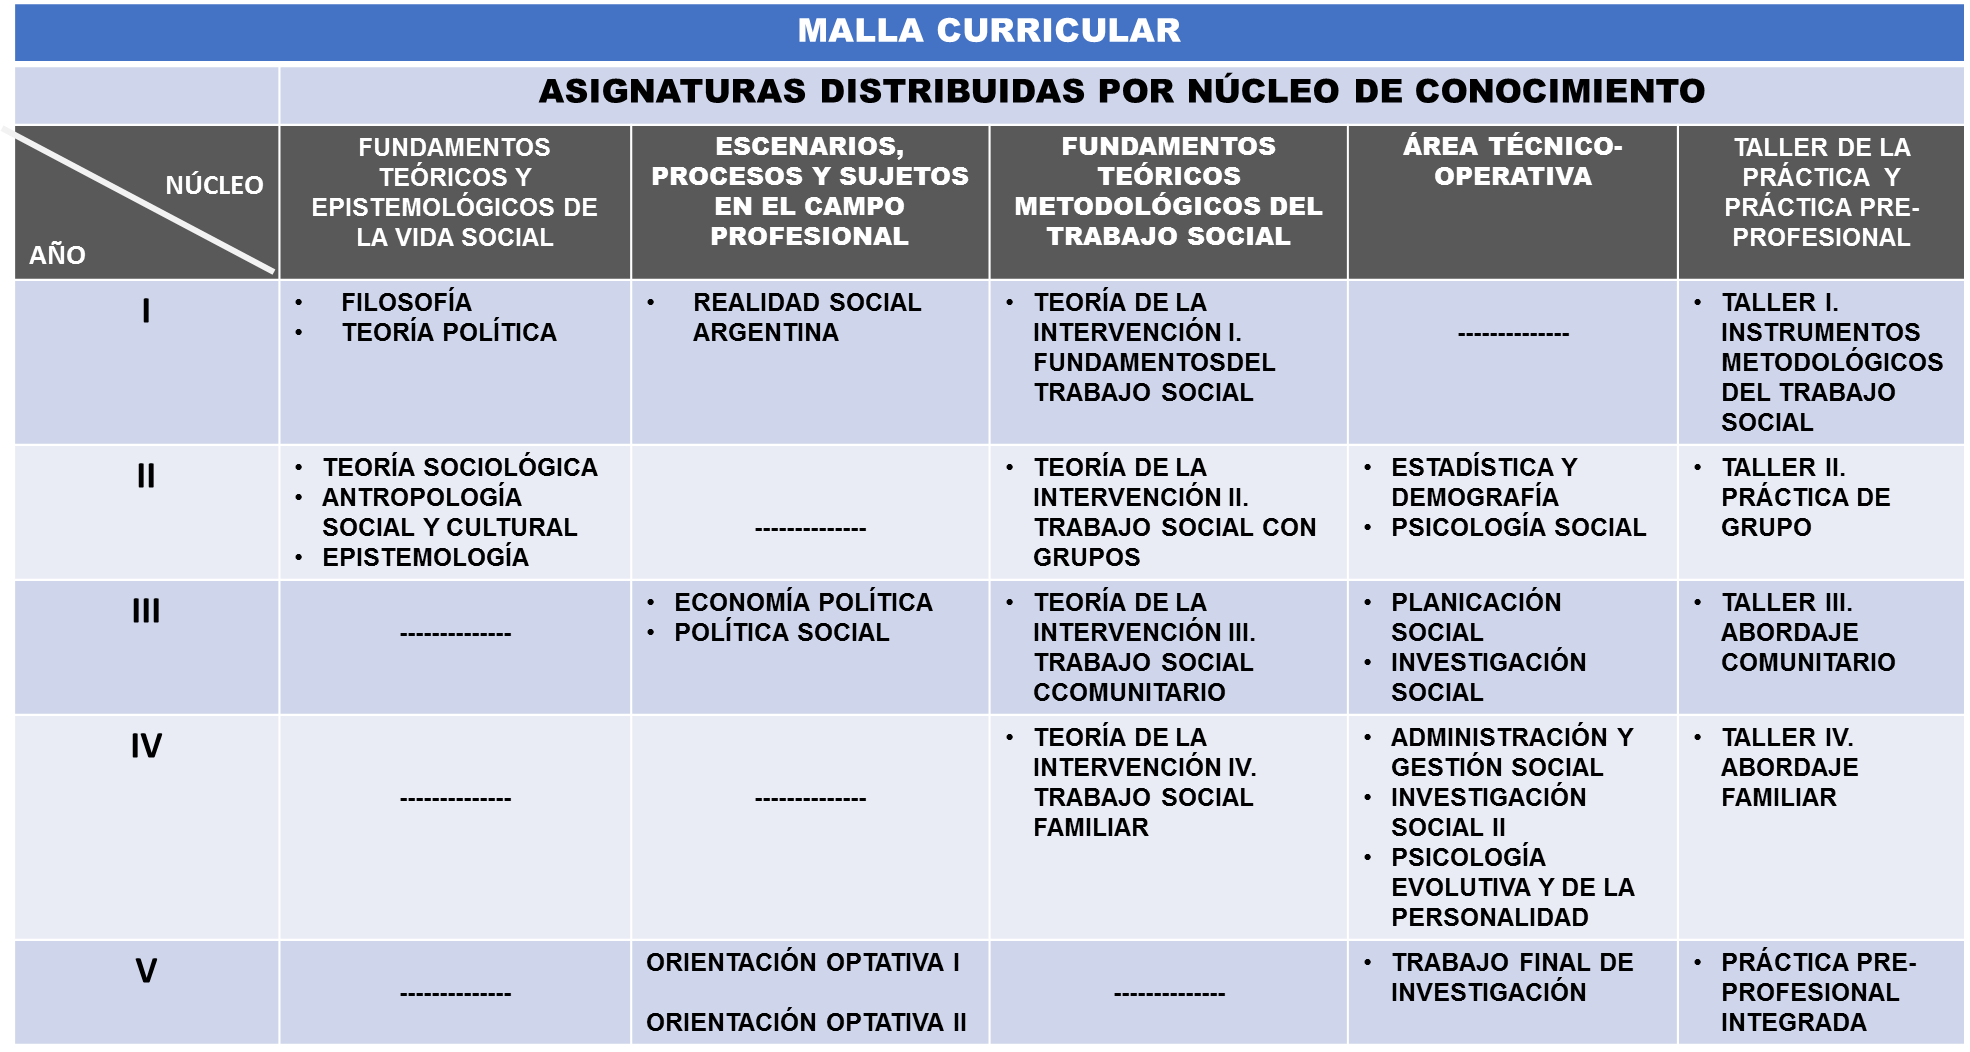 MALLA CURRICULAR
ASIGNATURAS DISTRIBUIDAS POR NÚCLEO DE CONOCIMIENTO
NÚCLEO
AÑO
FUNDAMENTOS
TEÓRICOS Y
EPISTEMOLÓGICOS DE
LA VIDA SOCIAL
ESCENARIOS,
PROCESOS Y SUJETOS
EN EL CAMPO
PROFESIONAL
FUNDAMENTOS
TEÓRICOS
METODOLÓGICOS DEL
TRABAJO SOCIAL
ÁREA TÉCNICO-
OPERATIVA
TALLER DE LA
PRÁCTICA Y
PRÁCTICA PRE-
PROFESIONAL
I
• FILOSOFÍA
• TEORÍA POLÍTICA
• REALIDAD SOCIAL
ARGENTINA
• TEORÍA DE LA
INTERVENCIÓN I.
FUNDAMENTOSDEL
TRABAJO SOCIAL
--------------
• TALLER I.
INSTRUMENTOS
METODOLÓGICOS
DEL TRABAJO
SOCIAL
II
• TEORÍA SOCIOLÓGICA
• ANTROPOLOGÍA
SOCIAL Y CULTURAL
• EPISTEMOLOGÍA
--------------
• TEORÍA DE LA
INTERVENCIÓN II.
TRABAJO SOCIAL CON
GRUPOS
• ESTADÍSTICA Y
DEMOGRAFÍA
• PSICOLOGÍA SOCIAL
• TALLER II.
PRÁCTICA DE
GRUPO
III
--------------
• ECONOMÍA POLÍTICA
• POLÍTICA SOCIAL
• TEORÍA DE LA
INTERVENCIÓN III.
TRABAJO SOCIAL
CCOMUNITARIO
• PLANICACIÓN
SOCIAL
• INVESTIGACIÓN
SOCIAL
• TALLER III.
ABORDAJE
COMUNITARIO
IV
--------------
--------------
• TEORÍA DE LA
INTERVENCIÓN IV.
TRABAJO SOCIAL
FAMILIAR
• ADMINISTRACIÓN Y
GESTIÓN SOCIAL
• INVESTIGACIÓN
SOCIAL II
• PSICOLOGÍA
EVOLUTIVA Y DE LA
PERSONALIDAD
• TALLER IV.
ABORDAJE
FAMILIAR
V
--------------
ORIENTACIÓN OPTATIVA I
ORIENTACIÓN OPTATIVA II
--------------
• TRABAJO FINAL DE
INVESTIGACIÓN
• PRÁCTICA PRE-
PROFESIONAL
INTEGRADA